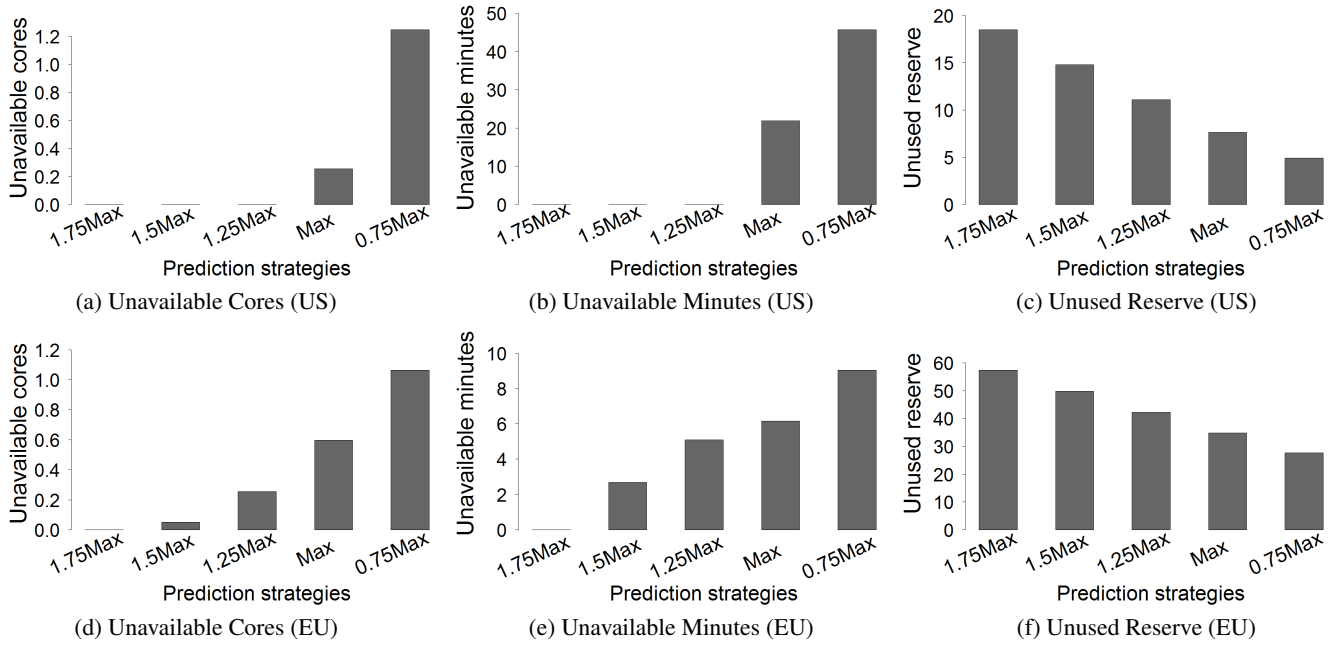 Unavailable cores
1.2
1.0
0.8
0.6
0.4
0.2
0.0
1.75Max
1.5Max
1.25Max
Max
0.75Max
Prediction strategies
(a) Unavailable Cores (US)
Unavailable minutes
50
40
30
20
10
0
1.75Max
1.5Max
1.25Max
Max
0.75Max
Prediction strategies
(b) Unavailable Minutes (US)
Unused reserve
20
15
10
5
0
1.75Max
1.5Max
1.25Max
Max
0.75Max
Prediction strategies
(c) Unused Reserve (US)
Unavailable cores
1.2
1.0
0.8
0.6
0.4
0.2
0.0
1.75Max
1.5Max
1.25Max
Max
0.75Max
Prediction strategies
(d) Unavailable Cores (EU)
Unavailable minutes
10
8
6
4
2
0
1.75Max
1.5Max
1.25Max
Max
0.75Max
Prediction strategies
(e) Unavailable Minutes (EU)
Unused reserve
60
50
40
30
20
10
0
1.75Max
1.5Max
1.25Max
Max
0.75Max
Prediction strategies
(f) Unused Reserve (EU)